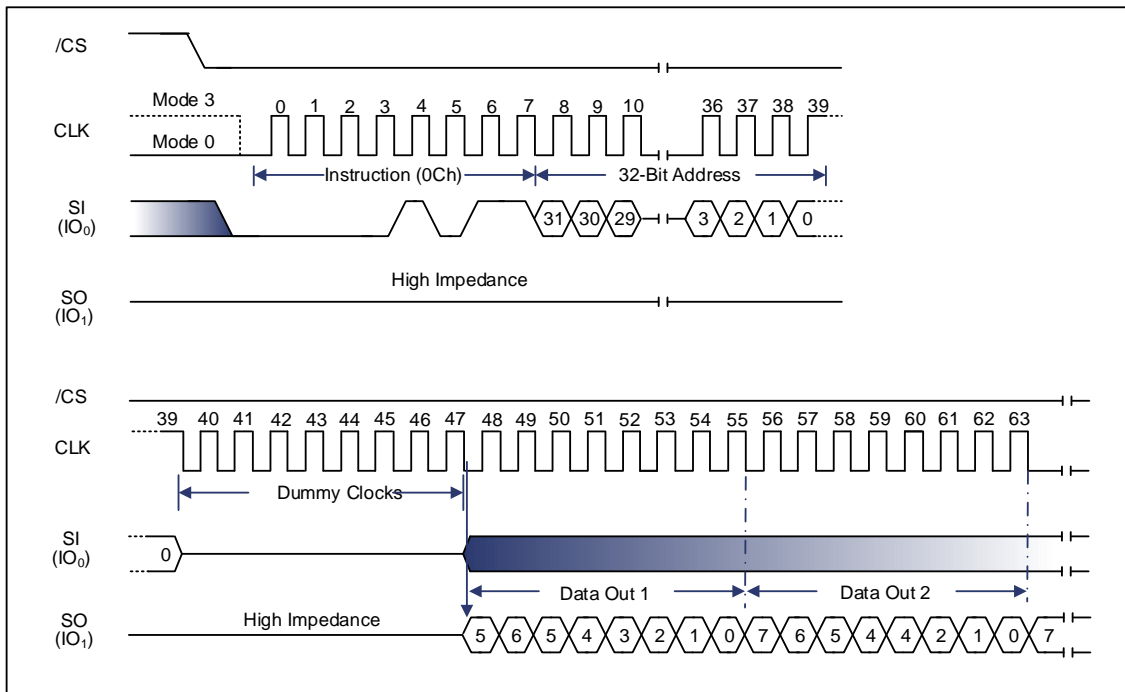 /CS
Mode 3
0 1 2 3 4 5 6 7 8 9 10 36 37 38 39
CLK
Mode 0
Instruction (0Ch) 32-Bit Address
SI
(IO0)
31 30 29 3 2 1 0
High Impedance
SO
(IO1)
/CS
39 40 41 42 43 44 45 46 47 48 49 50 51 52 53 54 55 56 57 58 59 60 61 62 63
CLK
Dummy Clocks
SI
(IO0)
0
Data Out 1 Data Out 2
High Impedance
SO
(IO1)
5 6 5 4 3 2 1 0 7 6 5 4 4 2 1 0 7